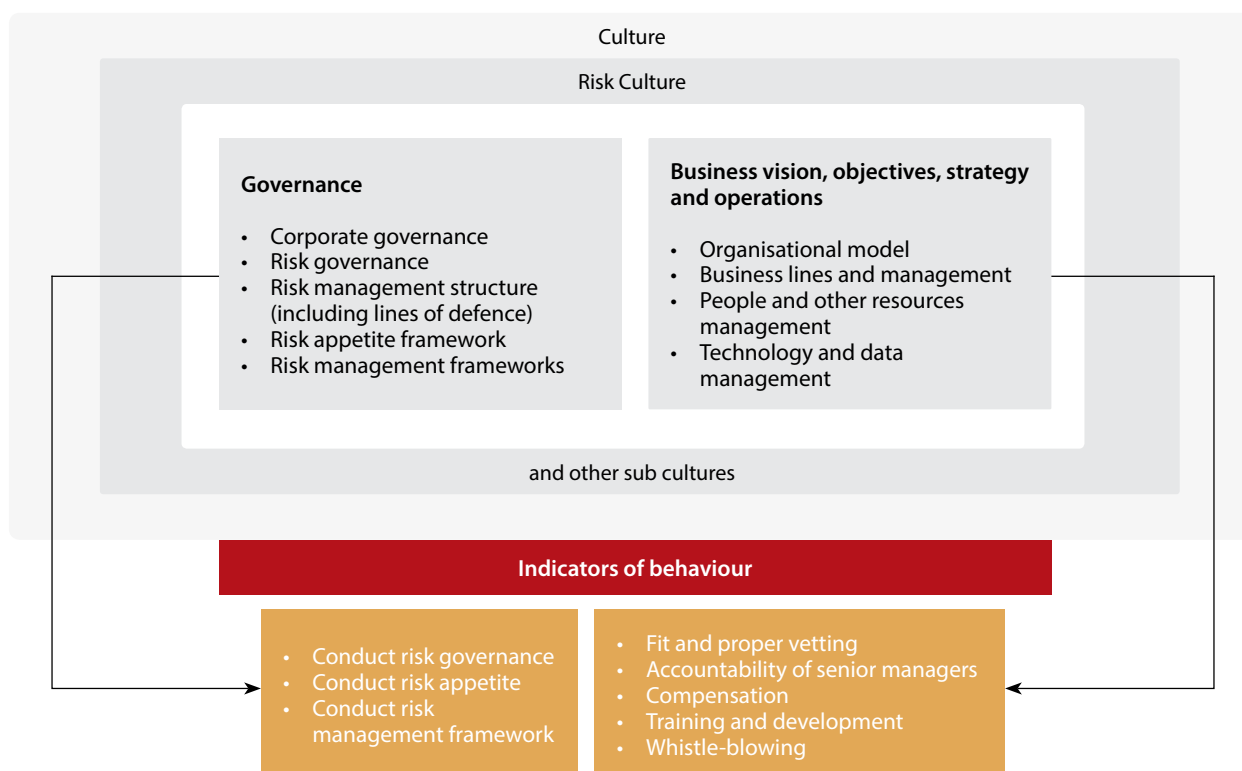 Culture
Risk Culture
Governance
• Corporate governance
• Risk governance
• Risk management structure
(including lines of defence)
• Risk appetite framework
• Risk management frameworks
Business vision, objectives, strategy
and operations
• Organisational model
• Business lines and management
• People and other resources
management
• Technology and data
management
and other sub cultures
Indicators of behaviour
• Conduct risk governance
• Conduct risk appetite
• Conduct risk
management framework
• Fit and proper vetting
• Accountability of senior managers
• Compensation
• Training and development
• Whistle-blowing